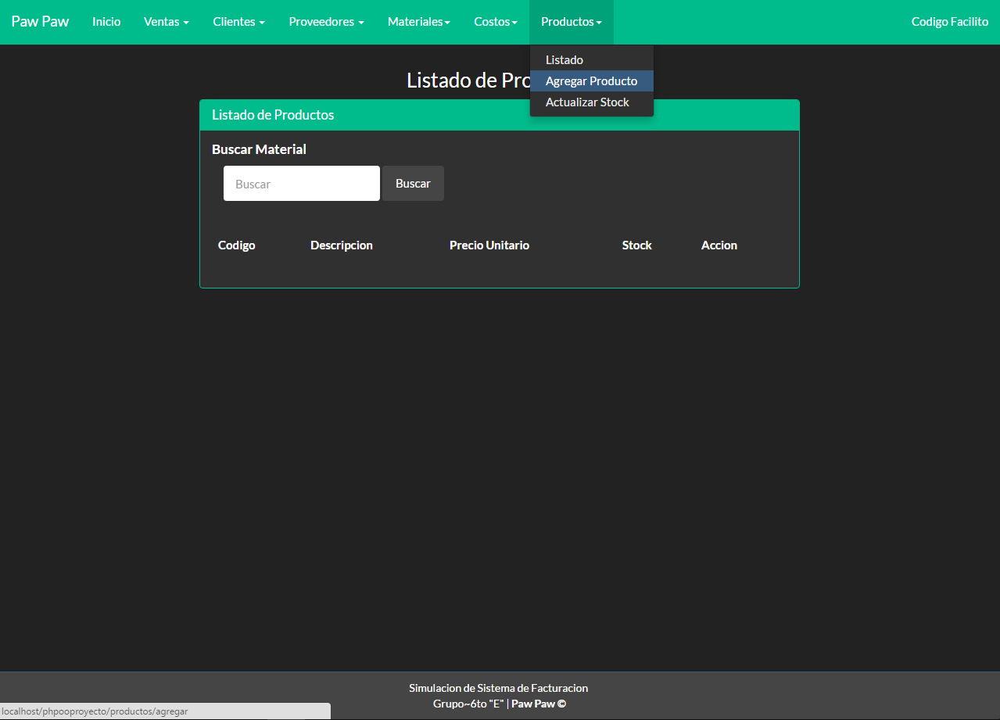 Paw Paw Inicio Ventas Clientes Proveedores Materiales Costos Productos Codigo Facilito
Listado
Agregar Producto
Actualizar Stock
Listado de Pro
Listado de Productos
Buscar Material
Buscar Buscar
Codigo Descripcion Precio Unitario Stock Accion
Simulacion de Sistema de Facturacion
Grupo~6to "E" | Paw Paw ©
localhost/phpooproyecto/productos/agregar